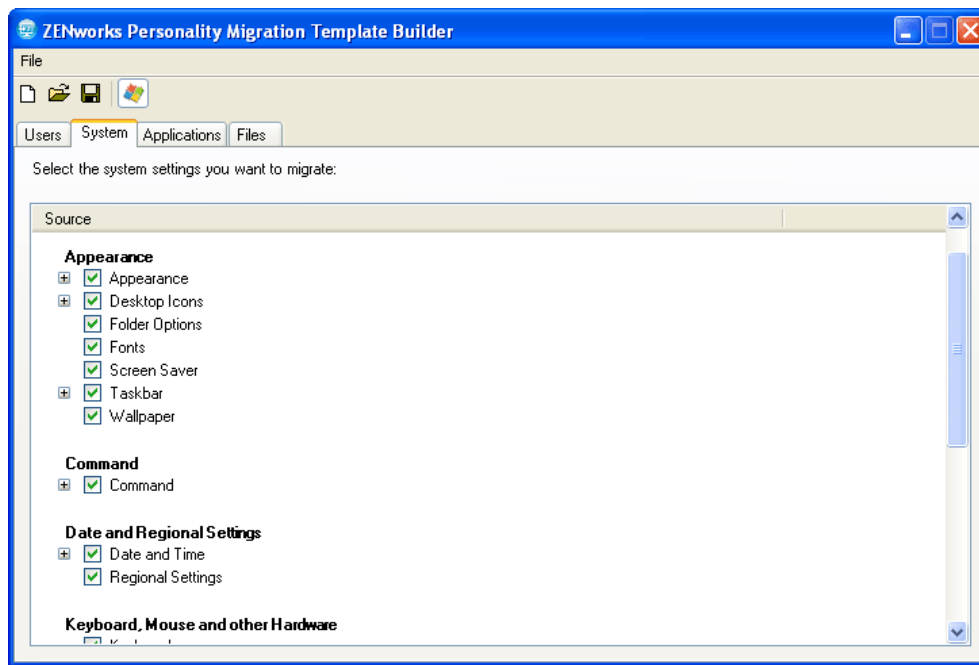 ZENworks Personality Migration Template Builder
File
Users System Applications Files
Select the system settings you want to migrate:
Source
Appearance
Appearance
Desktop Icons
Folder Options
Fonts
Screen Saver
Taskbar
Wallpaper
Command
Command
Date and Regional Settings
Date and Time
Regional Settings
Keyboard, Mouse and other Hardware